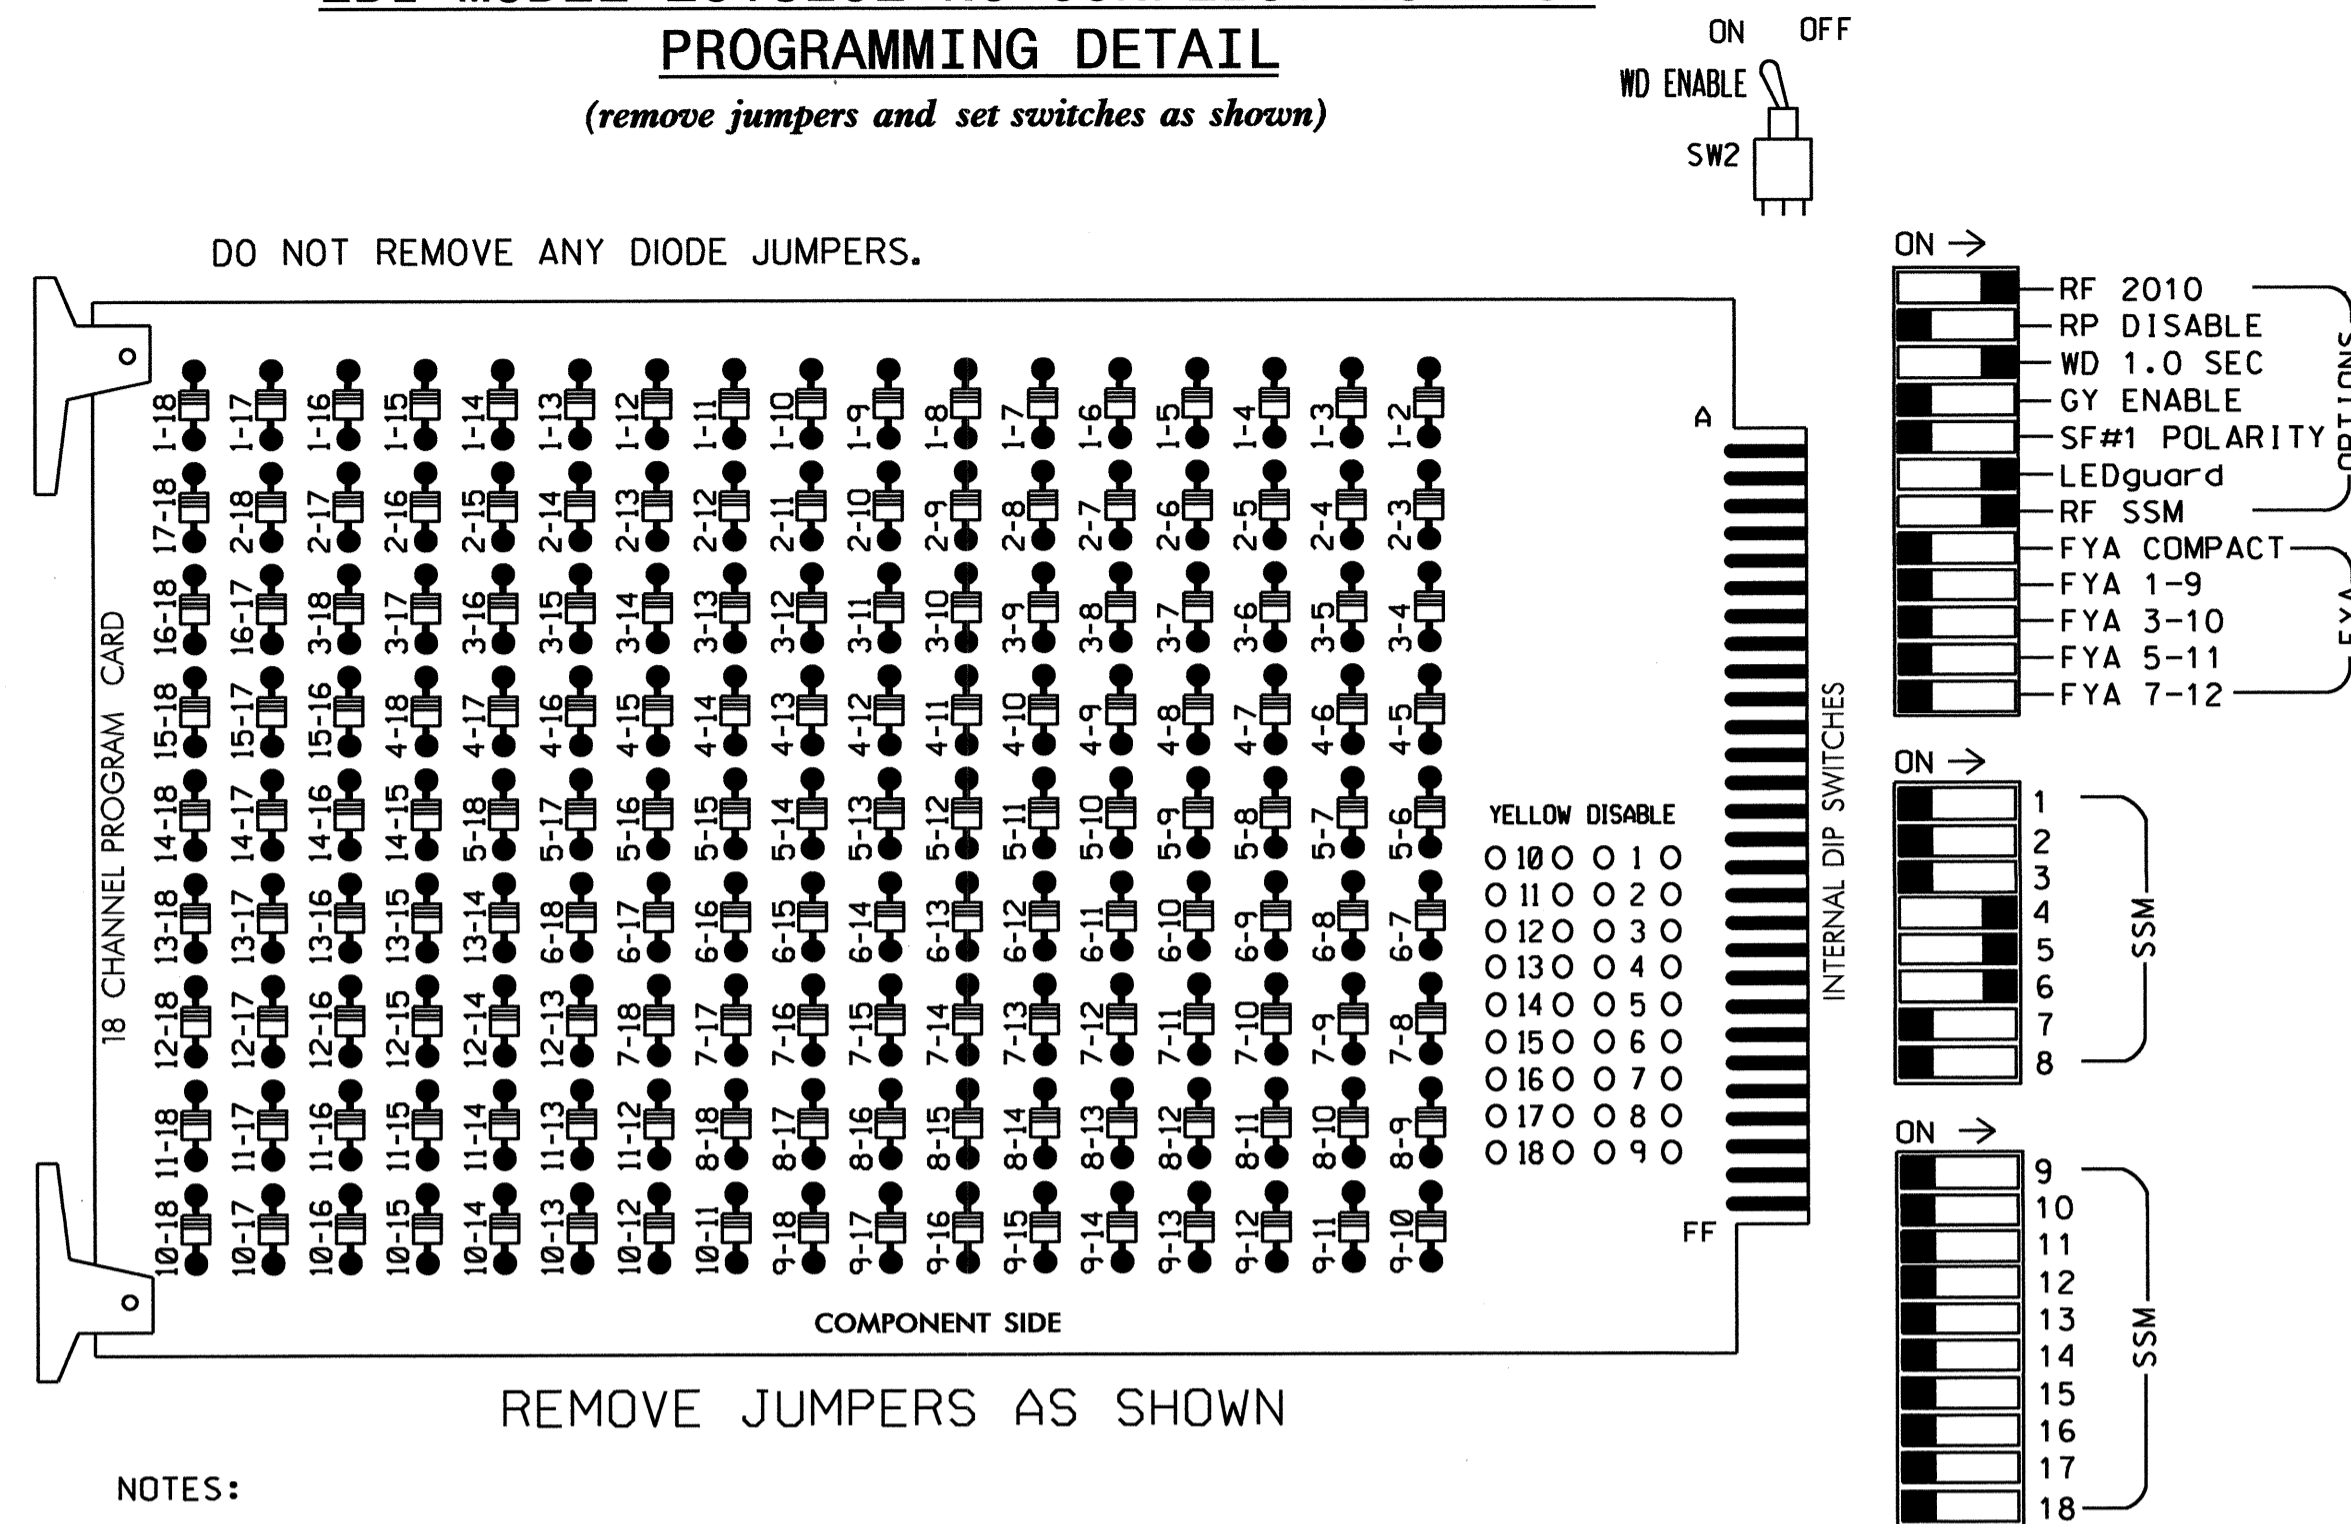 PROGRAMMING DETAIL
(remove jumpers and set switches as shown)
ON OFF
WD ENABLE
SW2
DO NOT REMOVE ANY DIODE JUMPERS.
18 CHANNEL PROGRAM CARD
1-18 1-17 1-16 1-15 1-14 1-13 1-12 1-11 1-10 1-9 1-8 1-7 1-6 1-5 1-4 1-3 1-2
17-18 2-18 2-17 2-16 2-15 2-14 2-13 2-12 2-11 2-10 2-9 2-8 2-7 2-6 2-5 2-4 2-3
16-18 16-17 3-18 3-17 3-16 3-15 3-14 3-13 3-12 3-11 3-10 3-9 3-8 3-7 3-6 3-5 3-4
15-18 15-17 15-16 4-18 4-17 4-16 4-15 4-14 4-13 4-12 4-11 4-10 4-9 4-8 4-7 4-6 4-5
14-18 14-17 14-16 14-15 5-18 5-17 5-16 5-15 5-14 5-13 5-12 5-11 5-10 5-9 5-8 5-7 5-6
13-18 13-17 13-16 13-15 13-14 6-18 6-17 6-16 6-15 6-14 6-13 6-12 6-11 6-10 6-9 6-8 6-7
12-18 12-17 12-16 12-15 12-14 12-13 7-18 7-17 7-16 7-15 7-14 7-13 7-12 7-11 7-10 7-9 7-8
11-18 11-17 11-16 11-15 11-14 11-13 11-12 8-18 8-17 8-16 8-15 8-14 8-13 8-12 8-11 8-10 8-9
10-18 10-17 10-16 10-15 10-14 10-13 10-12 10-11 9-18 9-17 9-16 9-15 9-14 9-13 9-12 9-11 9-10
COMPONENT SIDE
YELLOW DISABLE
10 1
11 2
12 3
13 4
14 5
15 6
16 7
17 8
18 9
A
FF
INTERNAL DIP SWITCHES
ON →
RF 2010
RP DISABLE
WD 1.0 SEC
GY ENABLE
SF#1 POLARITY
LEDguard
RF SSM
OPTIONS
FYA COMPACT
FYA 1-9
FYA 3-10
FYA 5-11
FYA 7-12
FYA
ON →
1
2
3
4
5
6
7
8
SSM
ON →
9
10
11
12
13
14
15
16
17
18
SSM
REMOVE JUMPERS AS SHOWN
NOTES: